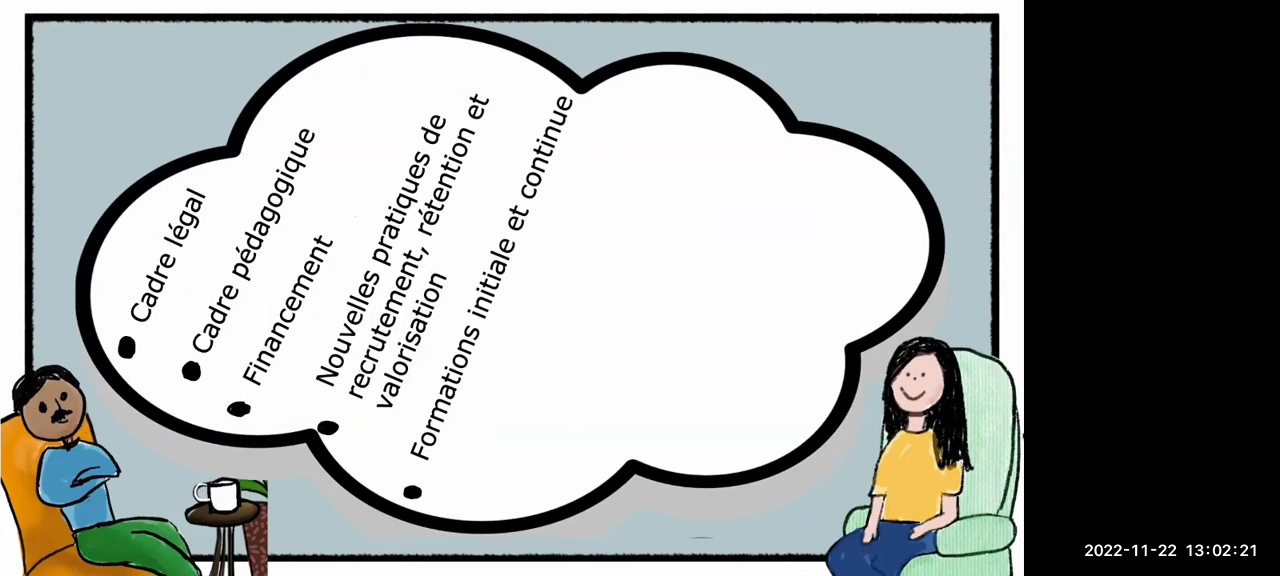 Cadre légal
Cadre pédagogique
Financement
Nouvelles pratiques de
recrutement, rétention et
valorisation
Formations initiale et continue
2022-11-22 13:02:21